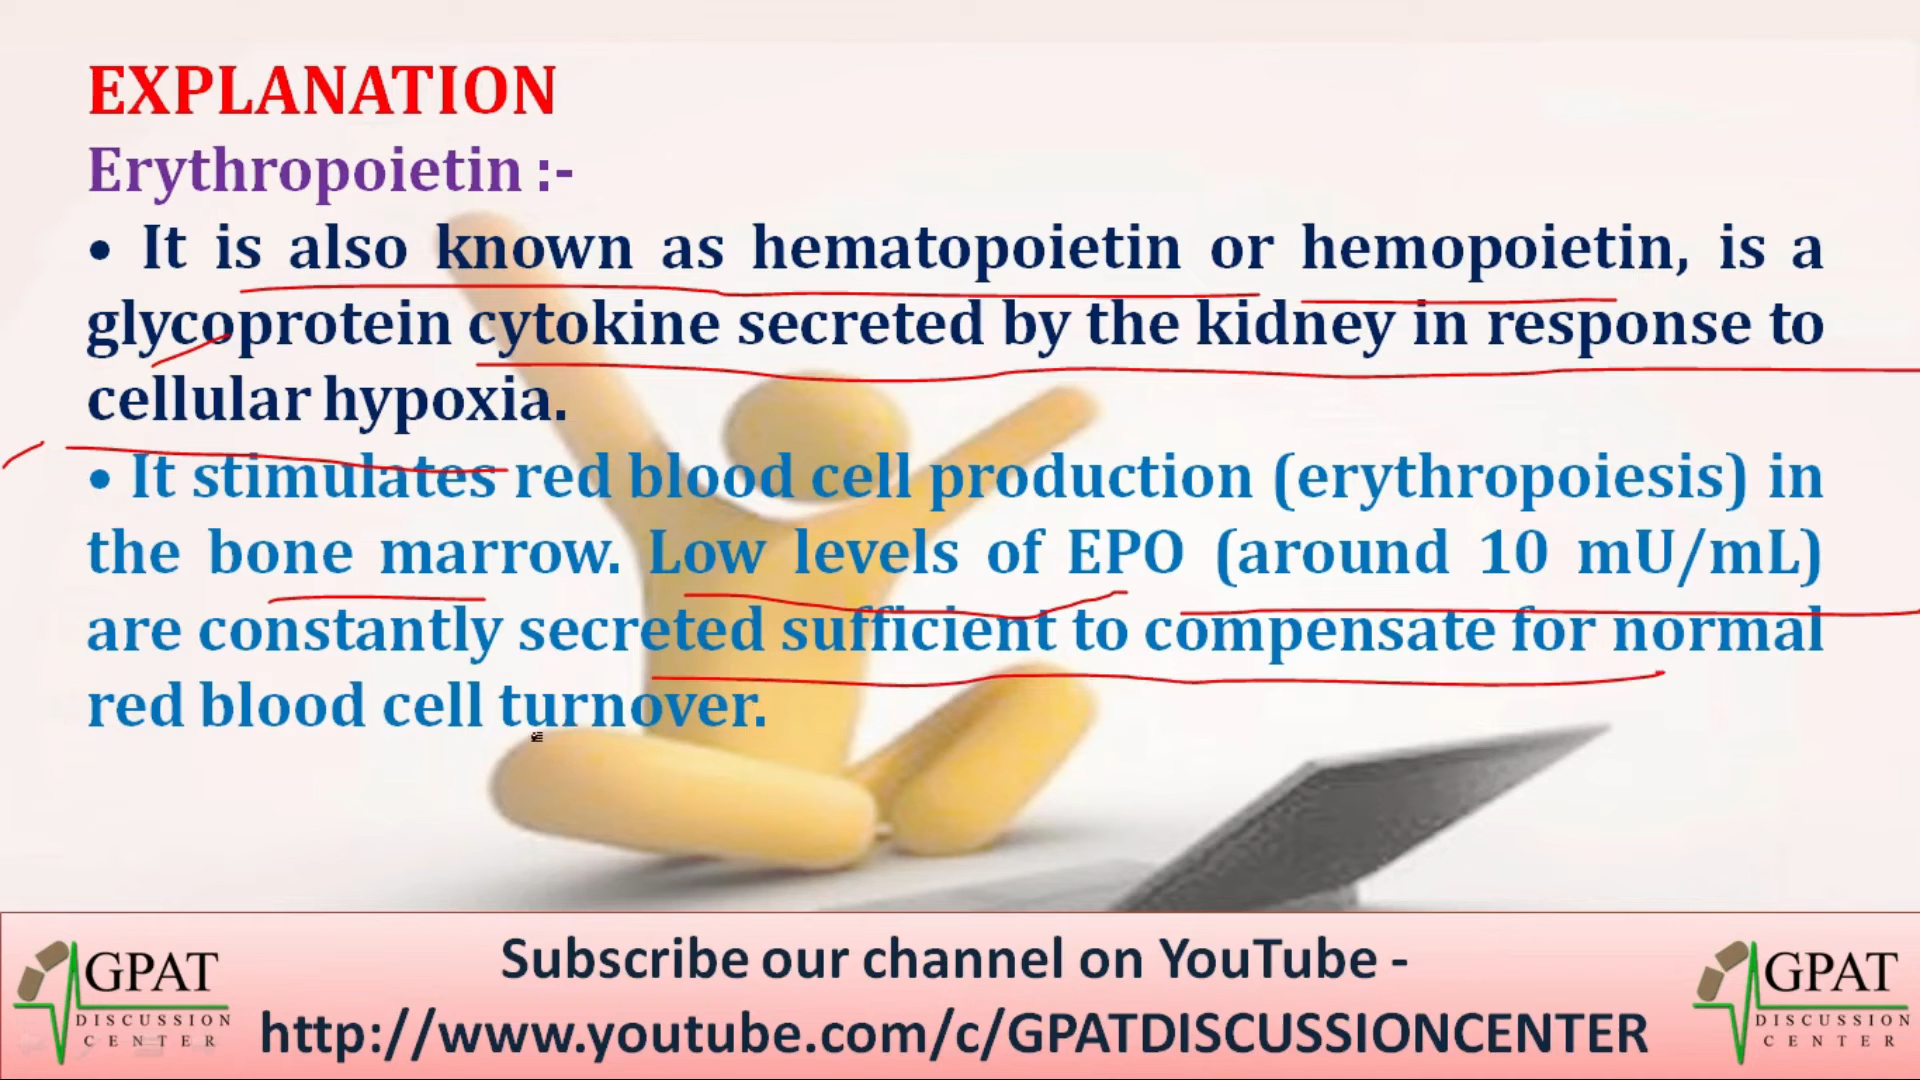 EXPLANATION
Erythropoietin :-
• It is also known as hematopoietin or hemopoietin, is a
glycoprotein cytokine secreted by the kidney in response to
cellular hypoxia.
• It stimulates red blood cell production (erythropoiesis) in
the bone marrow. Low levels of EPO (around 10 mU/mL)
are constantly secreted sufficient to compensate for normal
red blood cell turnover.
GPAT
DISCUSSION
CENTER
Subscribe our channel on YouTube -
http://www.youtube.com/c/GPATDISCUSSIONCENTER
GPAT
DISCUSSION
CENTER